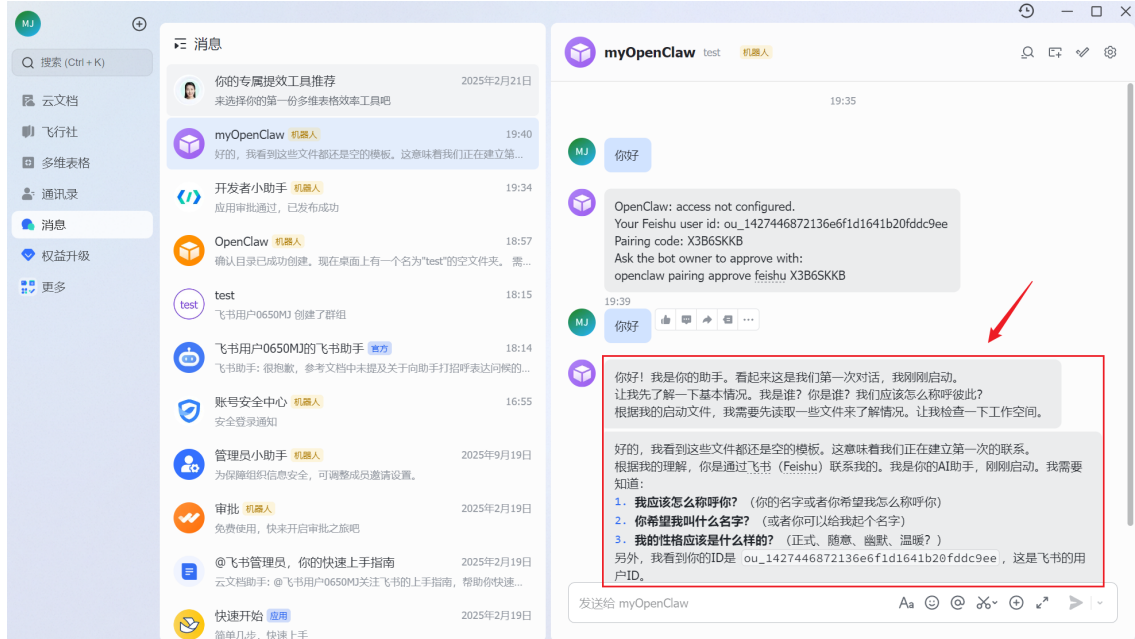 MJ
搜索 (Ctrl + K)
云文档
飞行社
多维表格
通讯录
消息
权益升级
更多
消息
你的专属提效工具推荐
2025年2月21日
来选择你的第一份多维表格效率工具吧
myOpenClaw 机器人
19:40
好的，我看到这些文件都还是空的模板。这意味着我们正在建立第...
开发者小助手 机器人
19:34
应用审批通过，已发布成功
OpenClaw 机器人
18:57
确认目录已成功创建。现在桌面上有一个名为"test"的空文件夹。 需...
test
test
18:15
飞书用户0650MJ 创建了群组
飞书用户0650MJ的飞书助手 官方
18:14
飞书助手: 很抱歉，参考文档中未提及关于向助手打招呼表达问候的...
账号安全中心 机器人
16:55
安全登录通知
管理员小助手 机器人
2025年9月19日
为保障组织信息安全，可调整成员邀请设置。
审批 机器人
2025年2月19日
免费使用，快来开启审批之旅吧
@飞书管理员，你的快速上手指南
2025年2月19日
云文档助手: @飞书用户0650MJ关注飞书的上手指南，帮助你快速...
快速开始 应用
2025年2月19日
简单几步，快速上手
myOpenClaw test 机器人
19:35
MJ
你好
OpenClaw: access not configured.
Your Feishu user id: ou_1427446872136e6f1d1641b20fddc9ee
Pairing code: X3B6SKKB
Ask the bot owner to approve with:
openclaw pairing approve feishu X3B6SKKB
19:39
MJ
你好
你好！我是你的助手。看起来这是我们第一次对话，我刚刚启动。
让我先了解一下基本情况。我是谁？你是谁？我们应该怎么称呼彼此？
根据我的启动文件，我需要先读取一些文件来了解情况。让我检查一下工作空间。
好的，我看到这些文件都还是空的模板。这意味着我们正在建立第一次的联系。
根据我的理解，你是通过飞书（Feishu）联系我的。我是你的AI助手，刚刚启动。我需要
知道：
1. 我应该怎么称呼你？（你的名字或者你希望我怎么称呼你）
2. 你希望我叫什么名字？（或者你可以给我起个名字）
3. 我的性格应该是什么样的？（正式、随意、幽默、温暖？）
另外，我看到你的ID是 ou_1427446872136e6f1d1641b20fddc9ee，这是飞书的用
户ID。
发送给 myOpenClaw
Aa